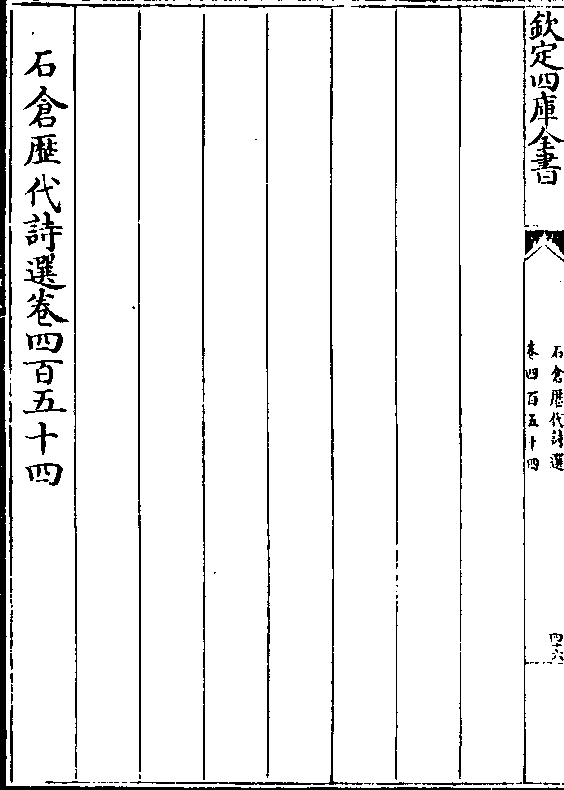 欽定四庫全書
石倉歷代詩選
卷四百五十四
四十六
石倉歷代詩選卷四百五十四